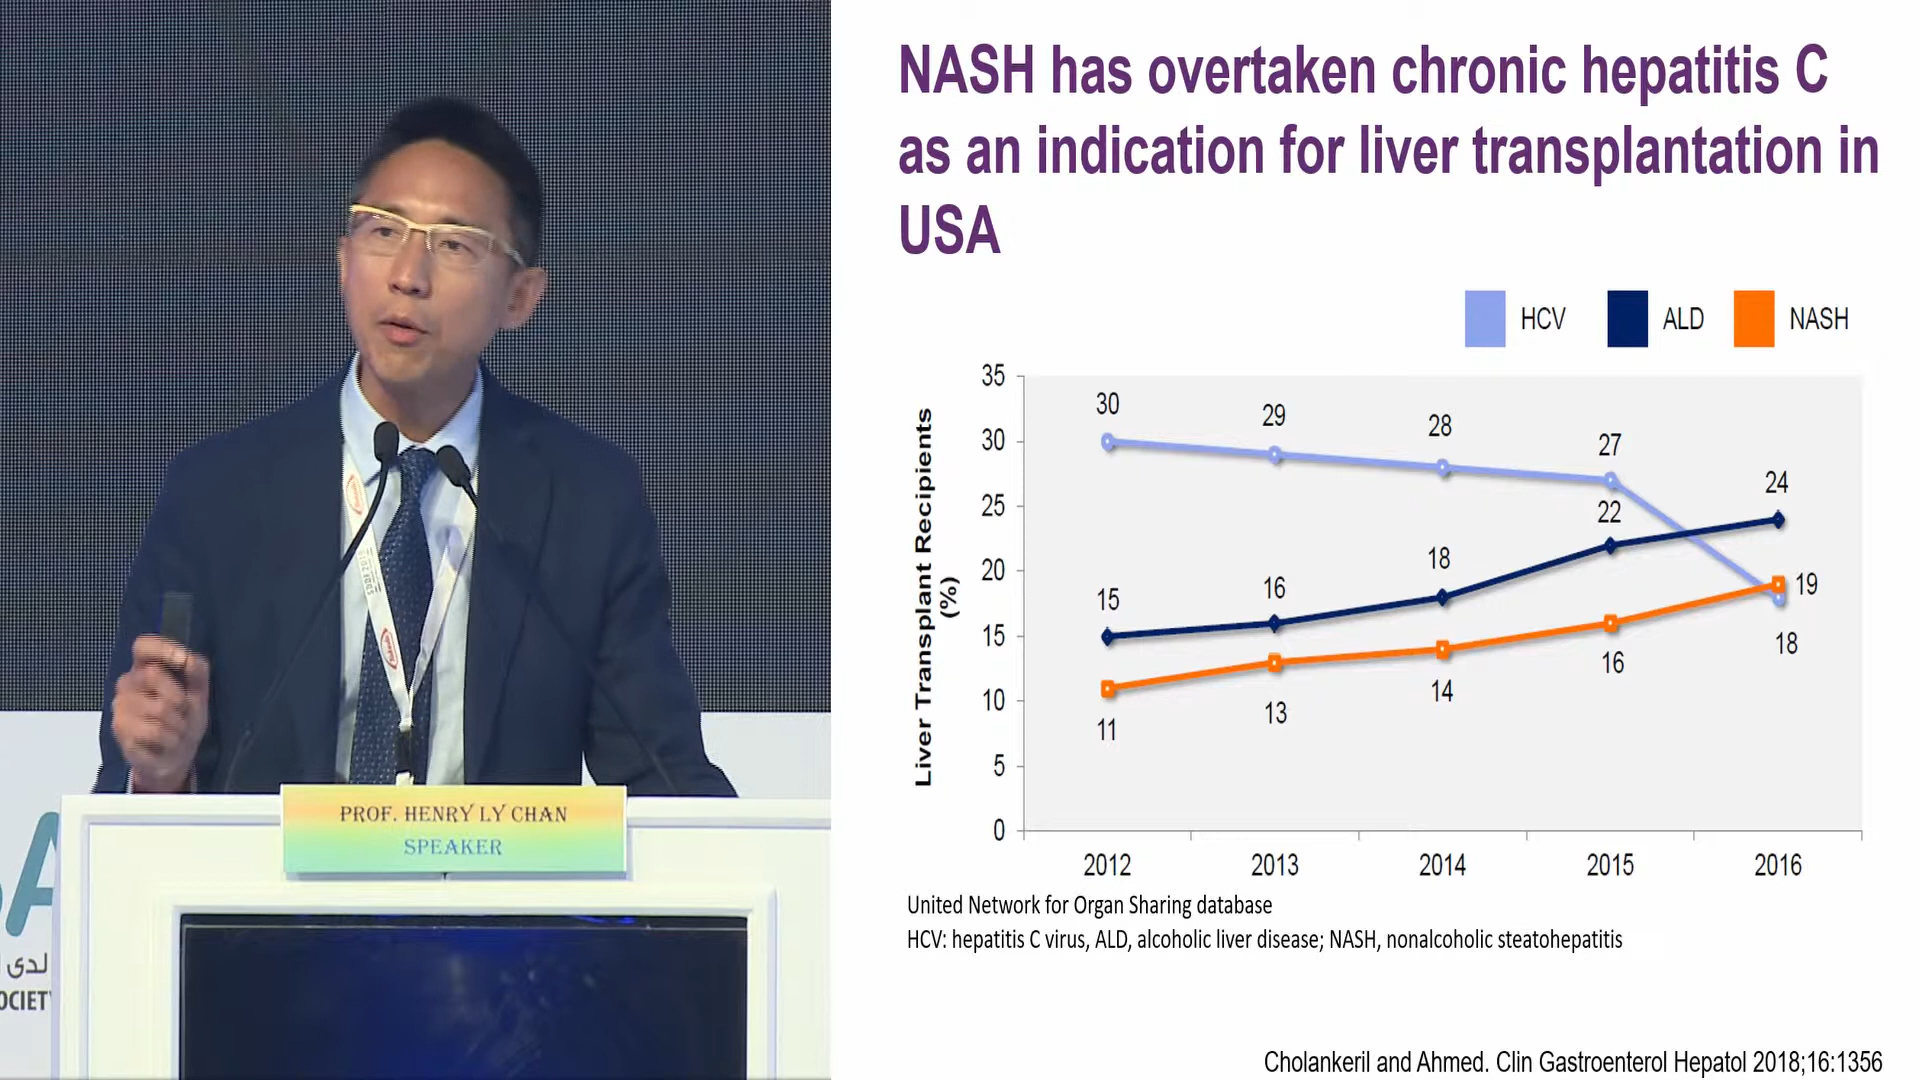 NASH has overtaken chronic hepatitis C
as an indication for liver transplantation in
USA
HCV
ALD
NASH
Liver Transplant Recipients
(%)
35
30
25
20
15
10
5
0
30
29
28
27
18
15
16
18
22
24
11
13
14
16
19
2012
2013
2014
2015
2016
United Network for Organ Sharing database
HCV: hepatitis C virus, ALD, alcoholic liver disease; NASH, nonalcoholic steatohepatitis
Cholankeril and Ahmed. Clin Gastroenterol Hepatol 2018;16:1356
PROF. HENRY LY CHAN
SPEAKER
لدى